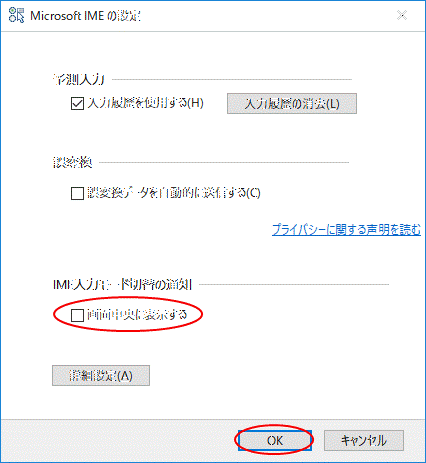 Microsoft IME の設定
予測入力
入力履歴を使用する(H)
入力履歴の消去(L)
誤変換
誤変換データを自動的に送信する(C)
プライバシーに関する声明を読む
IME入力モード切替の通知
画面中央に表示する
詳細設定(A)
OK
キャンセル